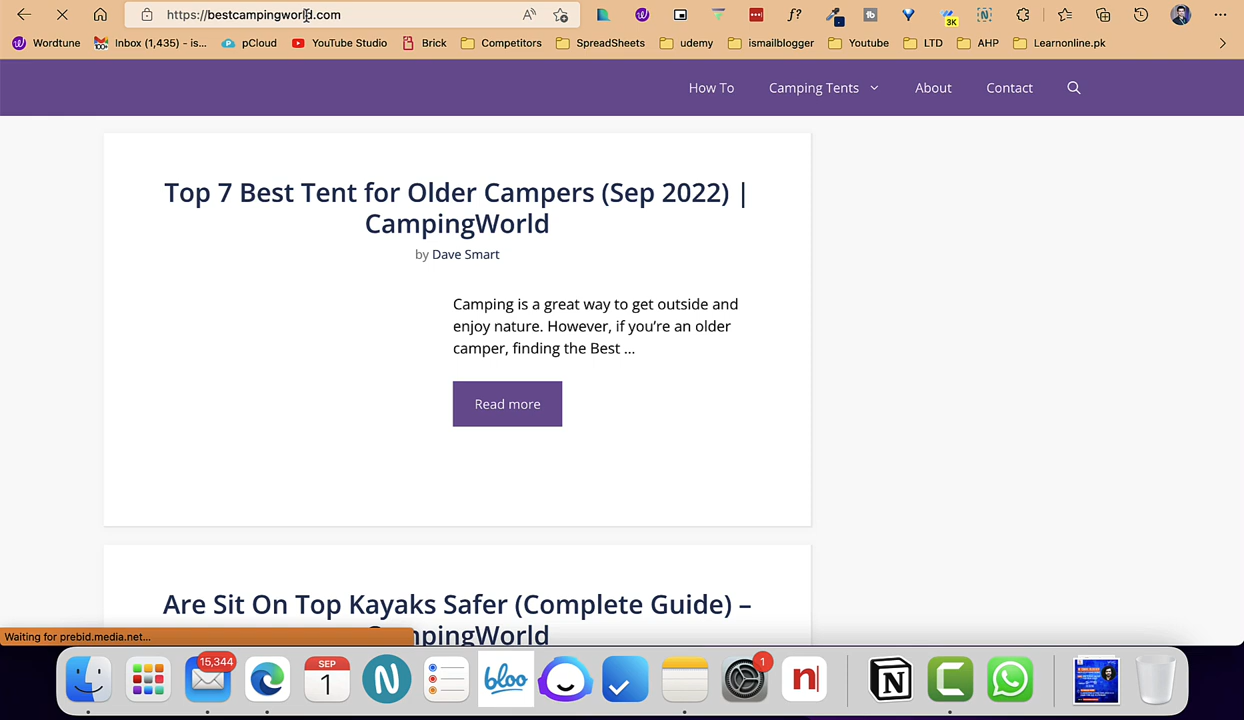 https://bestcampingworld.com
3K
Wordtune
Inbox (1,435) - is...
pCloud
YouTube Studio
Brick
Competitors
SpreadSheets
udemy
ismailblogger
Youtube
LTD
AHP
Learnonline.pk
How To
Camping Tents
About
Contact
Top 7 Best Tent for Older Campers (Sep 2022) |
CampingWorld
by Dave Smart
Camping is a great way to get outside and
enjoy nature. However, if you're an older
camper, finding the Best ...
Read more
Are Sit On Top Kayaks Safer (Complete Guide) –
CampingWorld
Waiting for prebid.media.net...
15,344
SEP
1
N
bloo
1
n
N
C